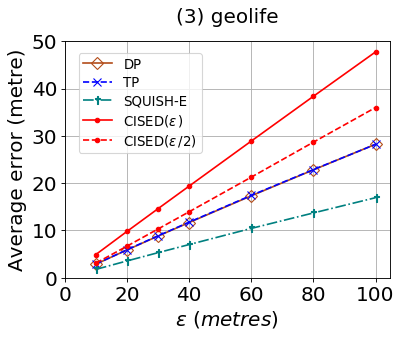 (3) geolife
Average error (metre)
50
40
30
20
10
0
DP
TP
SQUISH-E
CISED(ε)
CISED(ε/2)
0 20 40 60 80 100
ε (metres)